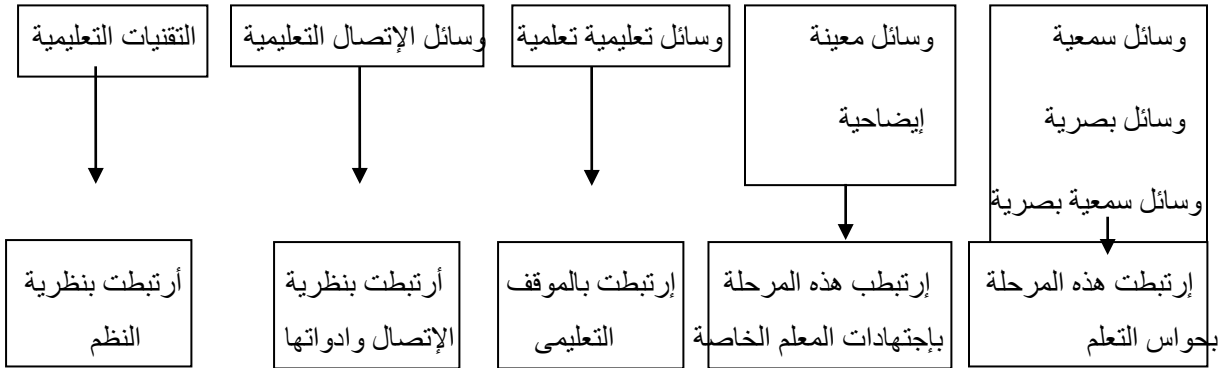 وسائل سمعية
وسائل بصرية
وسائل سمعية بصرية
وسائل معينة
إيضاحية
وسائل تعليمية تعلمية
وسائل الإتصال التعليمية
التقنيات التعليمية
إرتبطت هذه المرحلة
بحواس التعلم
إرتبطب هذه المرحلة
بإجتهادات المعلم الخاصة
إرتبطت بالموقف
التعليمى
أرتبطت بنظرية
الإتصال وادواتها
أرتبطت بنظرية
النظم